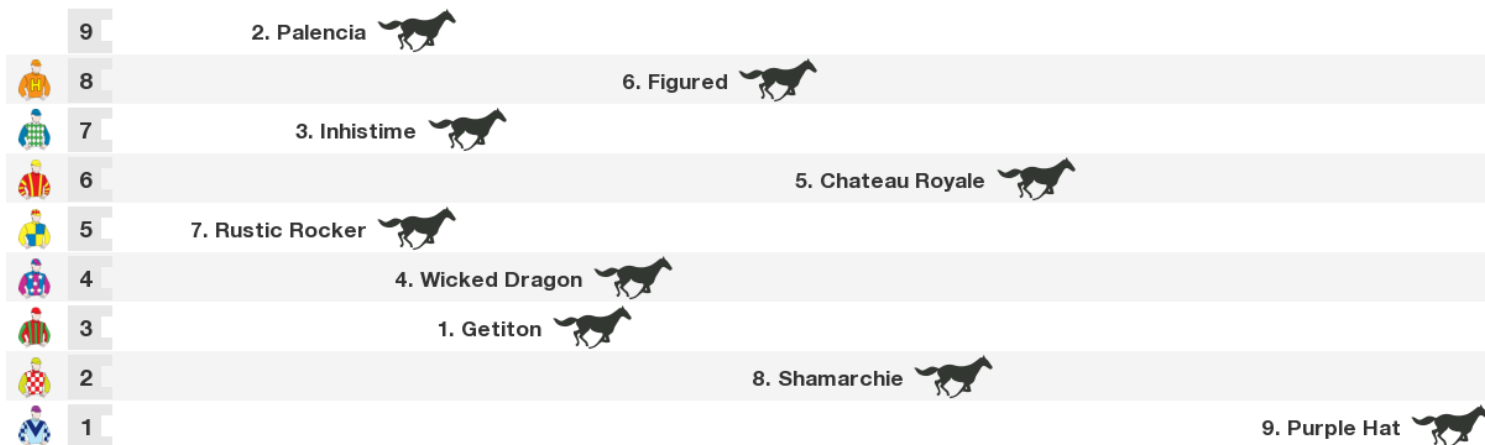 9 2. Palencia
H 8 6. Figured
7 3. Inhistime
6 5. Chateau Royale
5 7. Rustic Rocker
4 4. Wicked Dragon
3 1. Getiton
2 8. Shamarchie
1 9. Purple Hat